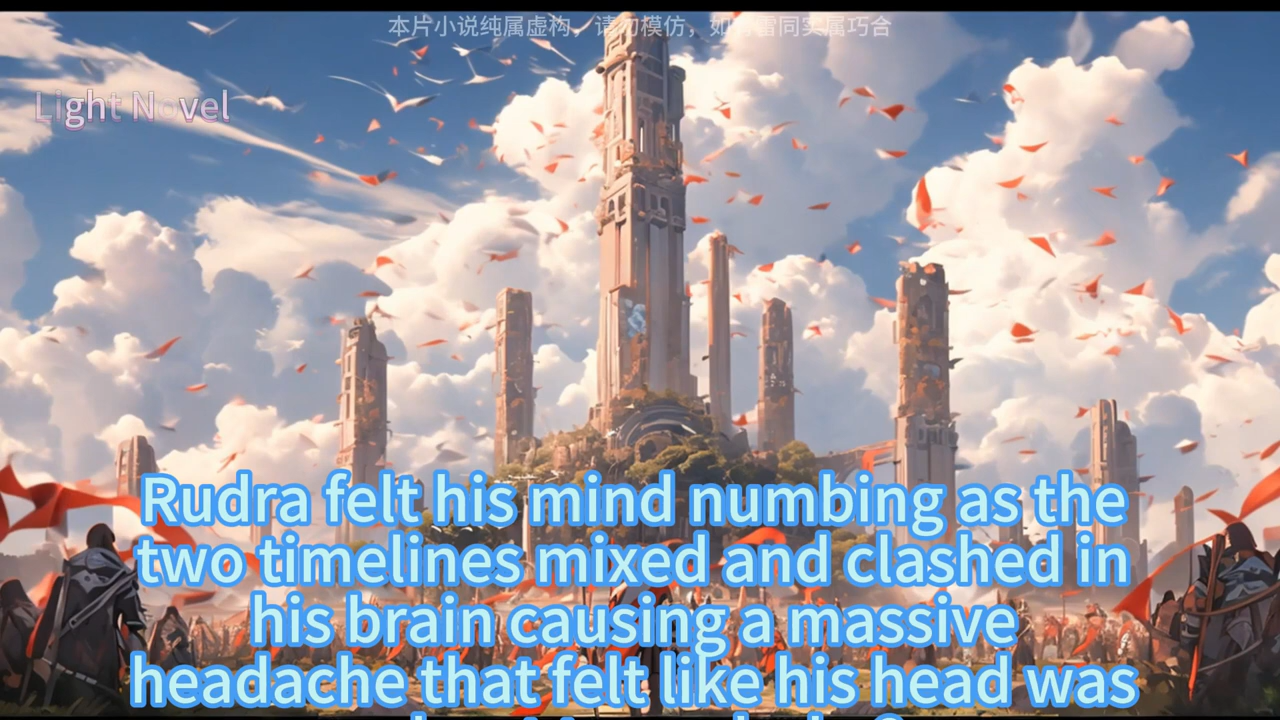 本片小说纯属虚构，请勿模仿，如有雷同实属巧合
Light Novel
Rudra felt his mind numbing as the
two timelines mixed and clashed in
his brain causing a massive
headache that felt like his head was